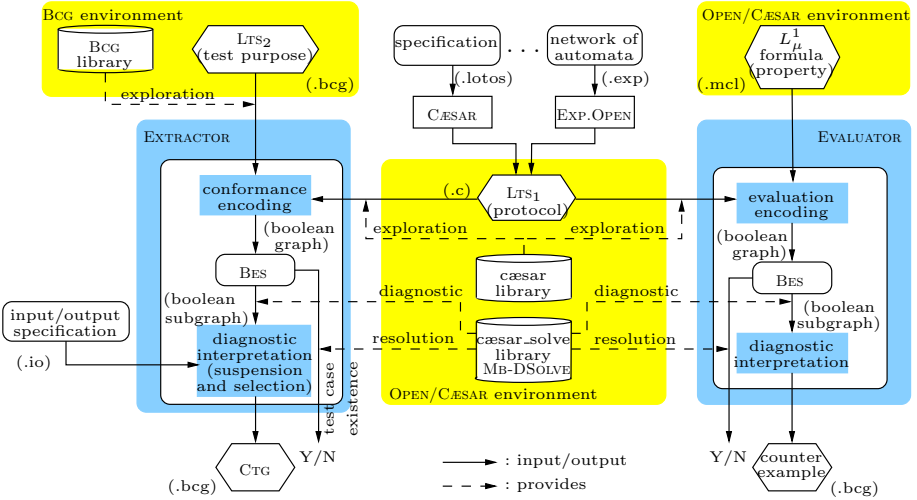 BCG environment
BCG
library
LTS2
(test purpose)
(.bcg)
exploration
specification
. . .
network of
automata
(.lotos)
(.exp)
CÆSAR
EXP.OPEN
OPEN/CÆSAR environment
L1μ
formula
(property)
(.mcl)
EXTRACTOR
conformance
encoding
(boolean
graph)
BES
(boolean
subgraph)
input/output
specification
(.io)
diagnostic
interpretation
(suspension
and selection)
test case
existence
CTG
(.bcg)
Y/N
(.c)
LTS1
(protocol)
exploration
exploration
cæsar
library
diagnostic
diagnostic
cæsar_solve
library
MB-DSOLVE
resolution
resolution
OPEN/CÆSAR environment
EVALUATOR
evaluation
encoding
(boolean
graph)
BES
(boolean
subgraph)
diagnostic
interpretation
Y/N
counter
example
(.bcg)
: input/output
: provides